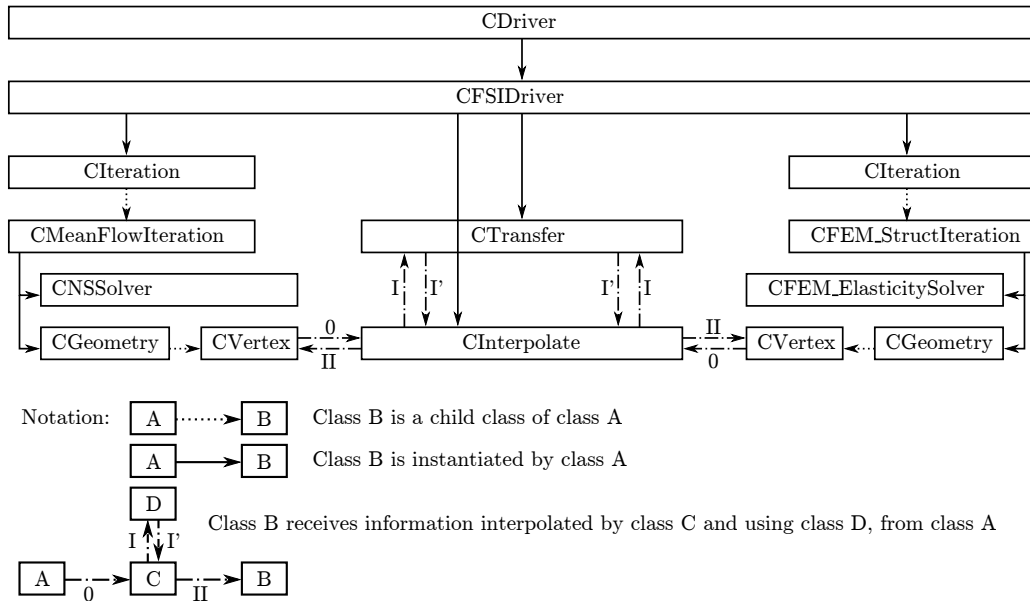 CDriver
CFSIDriver
CIteration CIteration
CMeanFlowIteration CTransfer CFEM_StructIteration
I I' I' I
CNSSolver CFEM_ElasticitySolver
0 II
CGeometry CVertex CInterpolate CVertex CGeometry
II 0
Notation: A B Class B is a child class of class A
A B Class B is instantiated by class A
D
Class B receives information interpolated by class C and using class D, from class A
I I'
A C B
0 II